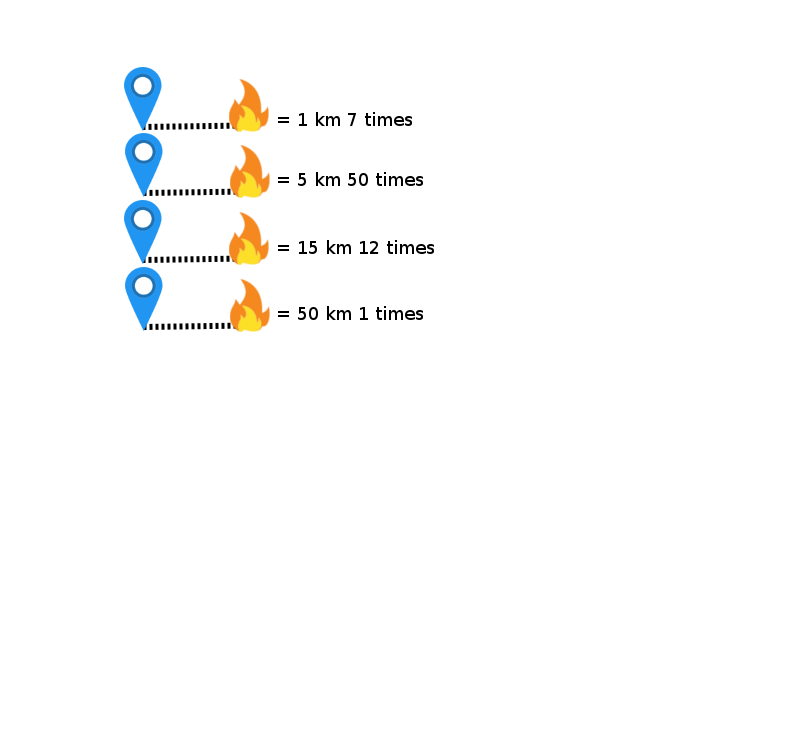 = 1 km 7 times
= 5 km 50 times
= 15 km 12 times
= 50 km 1 times